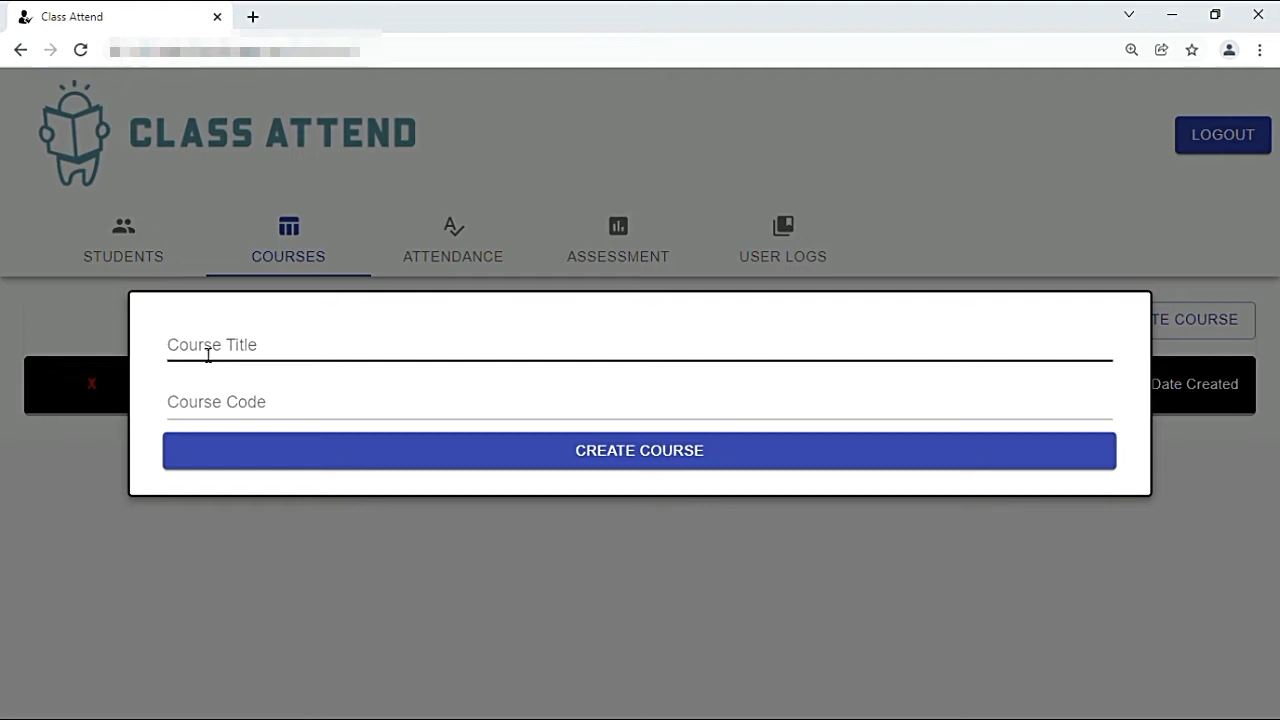 Class Attend
CLASS ATTEND
LOGOUT
STUDENTS
COURSES
ATTENDANCE
ASSESSMENT
USER LOGS
TE COURSE
X
Date Created
Course Title
Course Code
CREATE COURSE